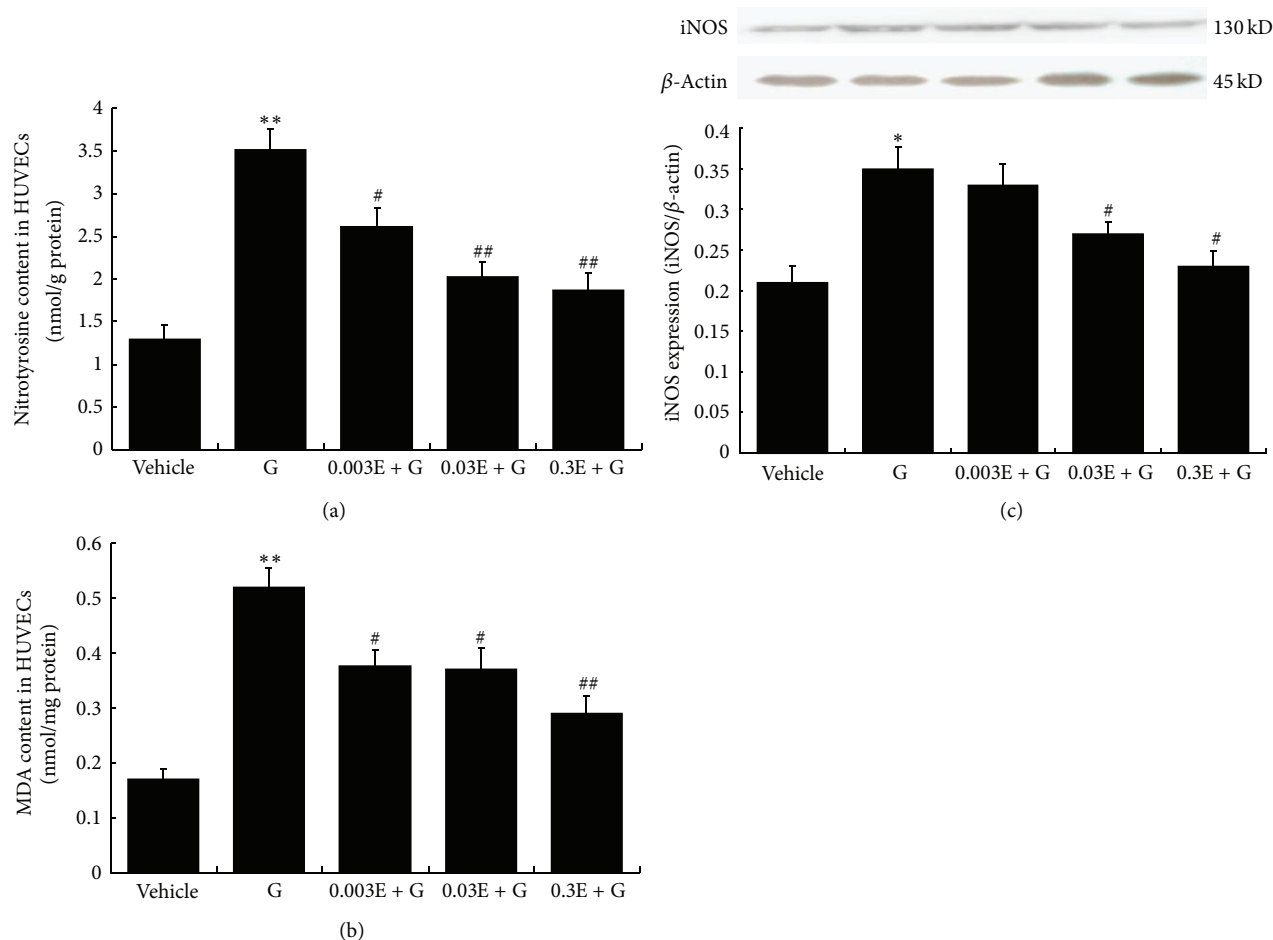 Nitrotyrosine content in HUVECs
(nmol/g protein)
4
3.5
3
2.5
2
1.5
1
0.5
0
**
#
##
##
Vehicle G 0.003E + G 0.03E + G 0.3E + G
(a)
MDA content in HUVECs
(nmol/mg protein)
0.6
0.5
0.4
0.3
0.2
0.1
0
**
#
#
##
Vehicle G 0.003E + G 0.03E + G 0.3E + G
(b)
iNOS 130 kD
β-Actin 45 kD
iNOS expression (iNOS/β-actin)
0.4
0.35
0.3
0.25
0.2
0.15
0.1
0.05
0
*
#
#
Vehicle G 0.003E + G 0.03E + G 0.3E + G
(c)